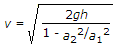 v = √(2gh / (1 - a₂²/a₁²))